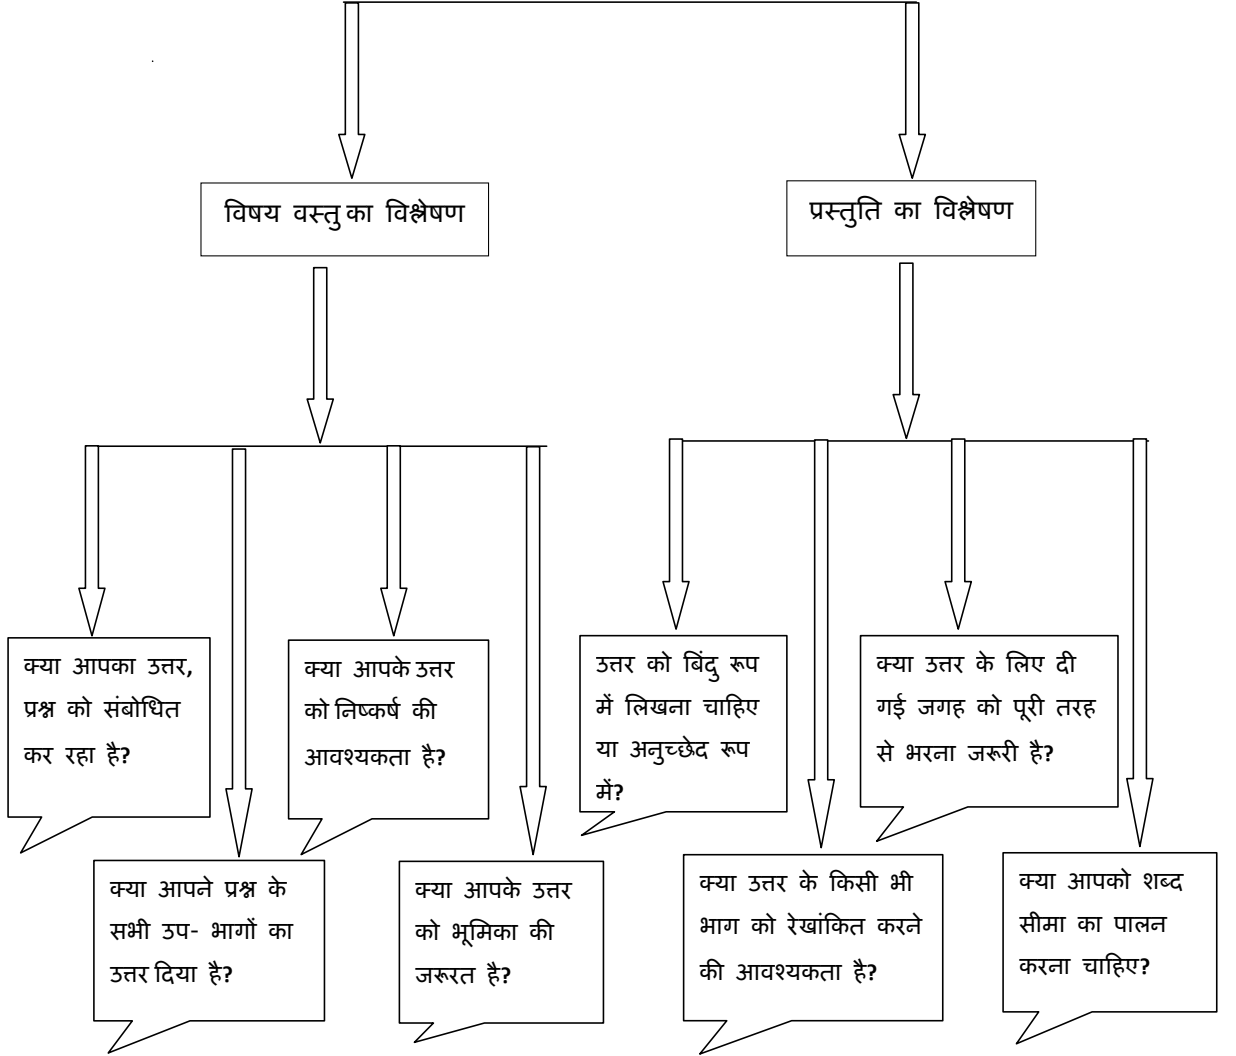 विषय वस्तु का विश्लेषण
प्रस्तुति का विश्लेषण
क्या आपका उत्तर,
प्रश्न को संबोधित
कर रहा है?
क्या आपने प्रश्न के
सभी उप- भागों का
उत्तर दिया है?
क्या आपके उत्तर
को निष्कर्ष की
आवश्यकता है?
क्या आपके उत्तर
को भूमिका की
जरूरत है?
उत्तर को बिंदु रूप
में लिखना चाहिए
या अनुच्छेद रूप
में?
क्या उत्तर के किसी भी
भाग को रेखांकित करने
की आवश्यकता है?
क्या उत्तर के लिए दी
गई जगह को पूरी तरह
से भरना जरूरी है?
क्या आपको शब्द
सीमा का पालन
करना चाहिए?